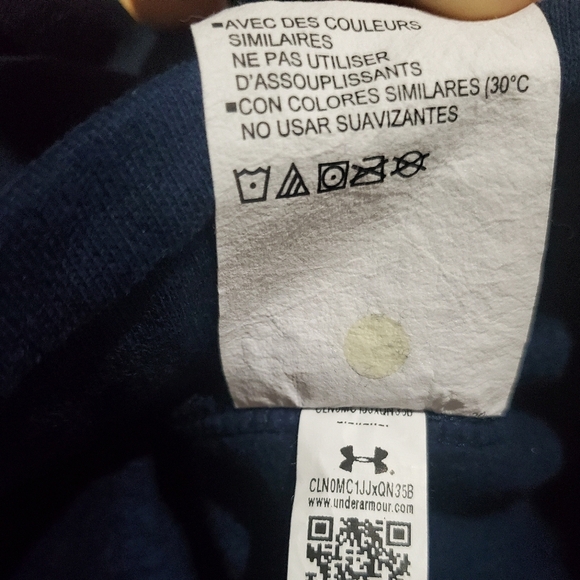 ▪AVEC DES COULEURS
SIMILAIRES
NE PAS UTILISER
D'ASSOUPLISSANTS
▪CON COLORES SIMILARES (30°C
NO USAR SUAVIZANTES
CLN0MC1JJxQN35B
CLN0MC1JJxQN35B
www.underarmour.com